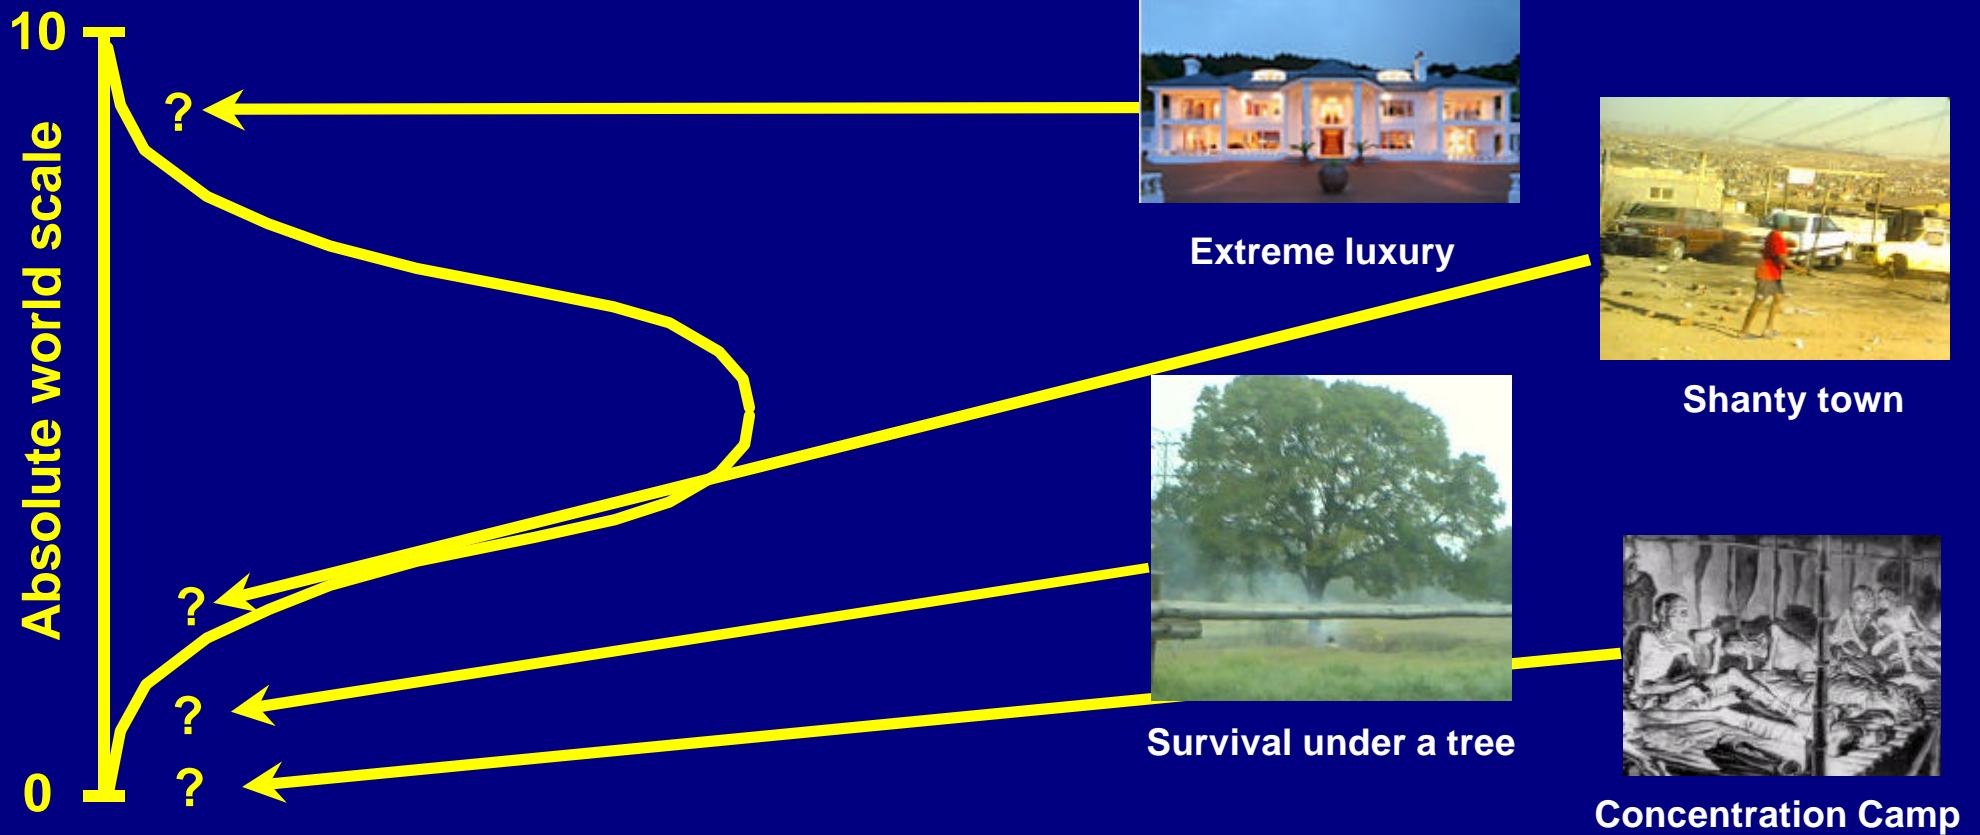 10
Absolute world scale
0
?
?
?
?
Extreme luxury
Shanty town
Survival under a tree
Concentration Camp